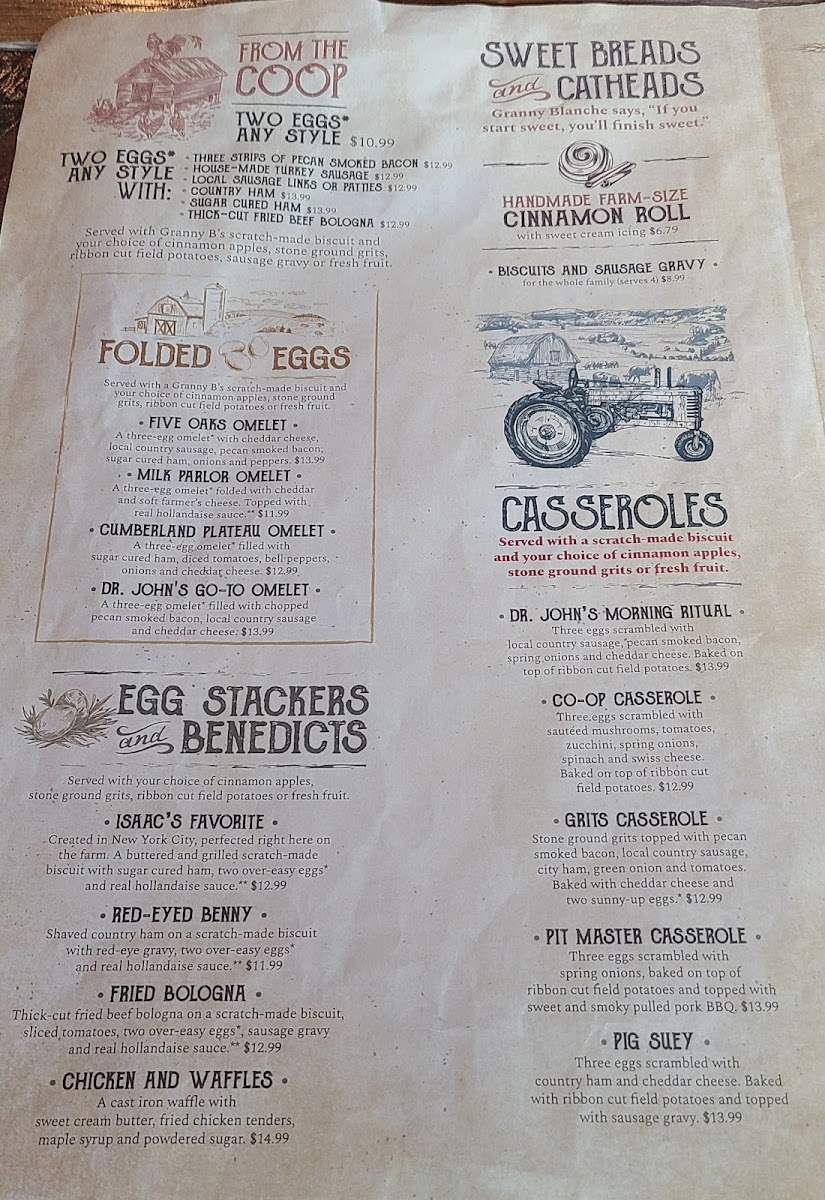 FROM THE
COOP
TWO EGGS*
ANY STYLE $10.99
TWO EGGS*
ANY STYLE
WITH:
• THREE STRIPS OF PECAN SMOKED BACON $12.99
• HOUSE-MADE TURKEY SAUSAGE $12.99
• LOCAL SAUSAGE LINKS OR PATTIES $12.99
• COUNTRY HAM $13.99
• SUGAR CURED HAM $13.99
• THICK-CUT FRIED BEEF BOLOGNA $12.99
Served with Granny B's scratch-made biscuit and
your choice of cinnamon apples, stone ground grits,
ribbon cut field potatoes, sausage gravy or fresh fruit.
FOLDED EGGS
Served with a Granny B's scratch-made biscuit and
your choice of cinnamon apples, stone ground
grits, ribbon cut field potatoes or fresh fruit.
• FIVE OAKS OMELET •
A three-egg omelet* with cheddar cheese,
local country sausage, pecan smoked bacon,
sugar cured ham, onions and peppers. $13.99
• MILK PARLOR OMELET •
A three-egg omelet* folded with cheddar
and soft farmer's cheese. Topped with
real hollandaise sauce.** $11.99
• CUMBERLAND PLATEAU OMELET •
A three-egg omelet* filled with
sugar cured ham, diced tomatoes, bell peppers,
onions and cheddar cheese. $12.99
• DR. JOHN'S GO-TO OMELET •
A three-egg omelet* filled with chopped
pecan smoked bacon, local country sausage
and cheddar cheese. $13.99
EGG STACKERS
and BENEDICTS
Served with your choice of cinnamon apples,
stone ground grits, ribbon cut field potatoes or fresh fruit.
• ISAAC'S FAVORITE •
Created in New York City, perfected right here on
the farm. A buttered and grilled scratch-made
biscuit with sugar cured ham, two over-easy eggs*
and real hollandaise sauce.** $12.99
• RED-EYED BENNY •
Shaved country ham on a scratch-made biscuit
with red-eye gravy, two over-easy eggs*
and real hollandaise sauce.** $11.99
• FRIED BOLOGNA •
Thick-cut fried beef bologna on a scratch-made biscuit,
sliced tomatoes, two over-easy eggs*, sausage gravy
and real hollandaise sauce.** $12.99
• CHICKEN AND WAFFLES •
A cast iron waffle with
sweet cream butter, fried chicken tenders,
maple syrup and powdered sugar. $14.99
SWEET BREADS
and CATHEADS
Granny Blanche says, "If you
start sweet, you'll finish sweet."
HANDMADE FARM-SIZE
CINNAMON ROLL
with sweet cream icing $6.79
• BISCUITS AND SAUSAGE GRAVY •
for the whole family (serves 4) $8.99
CASSEROLES
Served with a scratch-made biscuit
and your choice of cinnamon apples,
stone ground grits or fresh fruit.
• DR. JOHN'S MORNING RITUAL •
Three eggs scrambled with
local country sausage, pecan smoked bacon,
spring onions and cheddar cheese. Baked on
top of ribbon cut field potatoes. $13.99
• CO-OP CASSEROLE •
Three eggs scrambled with
sautéed mushrooms, tomatoes,
zucchini, spring onions,
spinach and swiss cheese.
Baked on top of ribbon cut
field potatoes. $12.99
• GRITS CASSEROLE •
Stone ground grits topped with pecan
smoked bacon, local country sausage,
city ham, green onion and tomatoes.
Baked with cheddar cheese and
two sunny-up eggs.* $12.99
• PIT MASTER CASSEROLE •
Three eggs scrambled with
spring onions, baked on top of
ribbon cut field potatoes and topped with
sweet and smoky pulled pork BBQ. $13.99
• PIG SUEY •
Three eggs scrambled with
country ham and cheddar cheese. Baked
with ribbon cut field potatoes and topped
with sausage gravy. $13.99